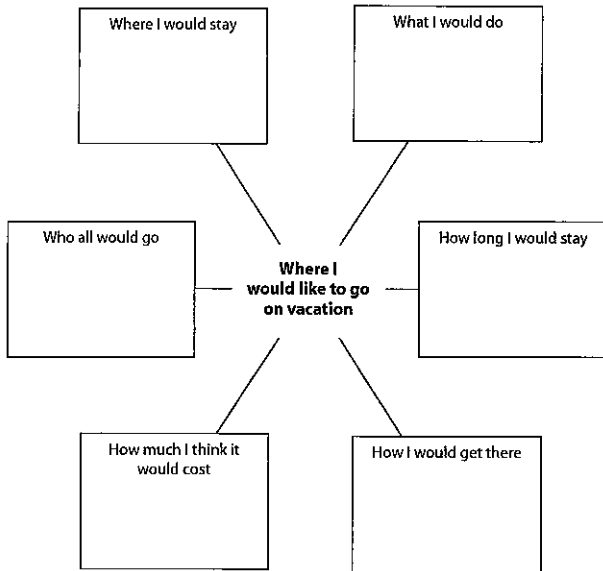 Where I would stay
What I would do
Who all would go
Where I
would like to go
on vacation
How long I would stay
How much I think it
would cost
How I would get there